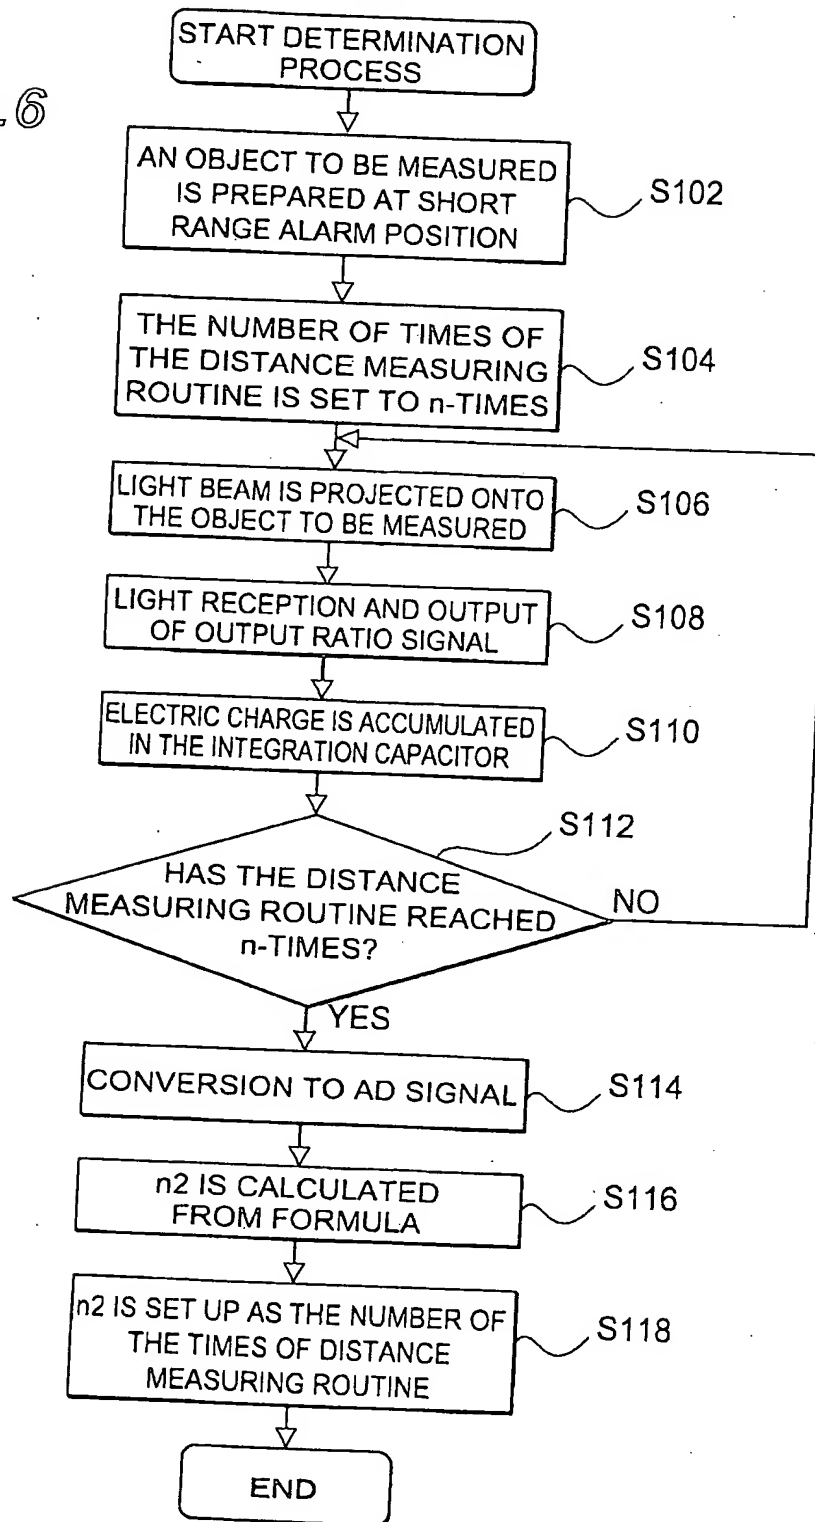 START DETERMINATION
PROCESS
.6
AN OBJECT TO BE MEASURED
IS PREPARED AT SHORT
RANGE ALARM POSITION
S102
THE NUMBER OF TIMES OF
THE DISTANCE MEASURING
ROUTINE IS SET TO n-TIMES
S104
LIGHT BEAM IS PROJECTED ONTO
THE OBJECT TO BE MEASURED
S106
LIGHT RECEPTION AND OUTPUT
OF OUTPUT RATIO SIGNAL
S108
ELECTRIC CHARGE IS ACCUMULATED
IN THE INTEGRATION CAPACITOR
S110
S112
HAS THE DISTANCE
MEASURING ROUTINE REACHED
n-TIMES?
NO
YES
CONVERSION TO AD SIGNAL
S114
n2 IS CALCULATED
FROM FORMULA
S116
n2 IS SET UP AS THE NUMBER OF
THE TIMES OF DISTANCE
MEASURING ROUTINE
S118
END